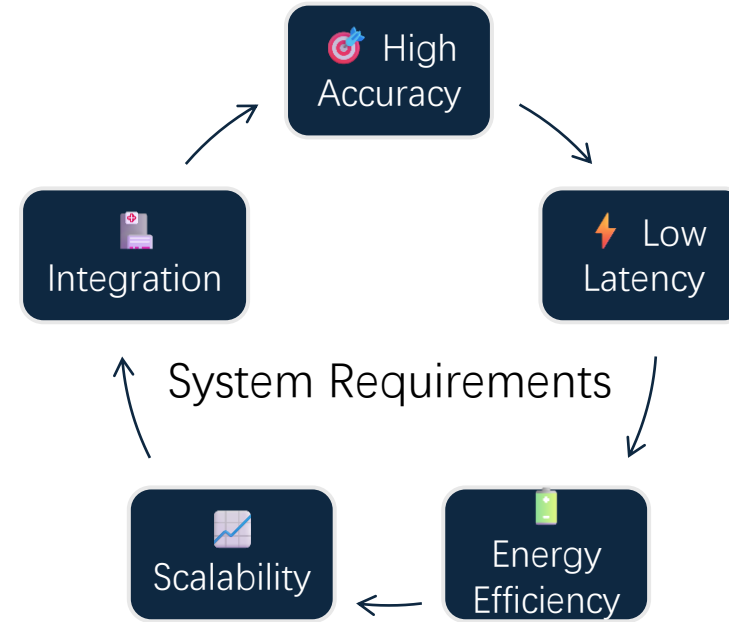 High
Accuracy
Low
Latency
Integration
System Requirements
Scalability
Energy
Efficiency